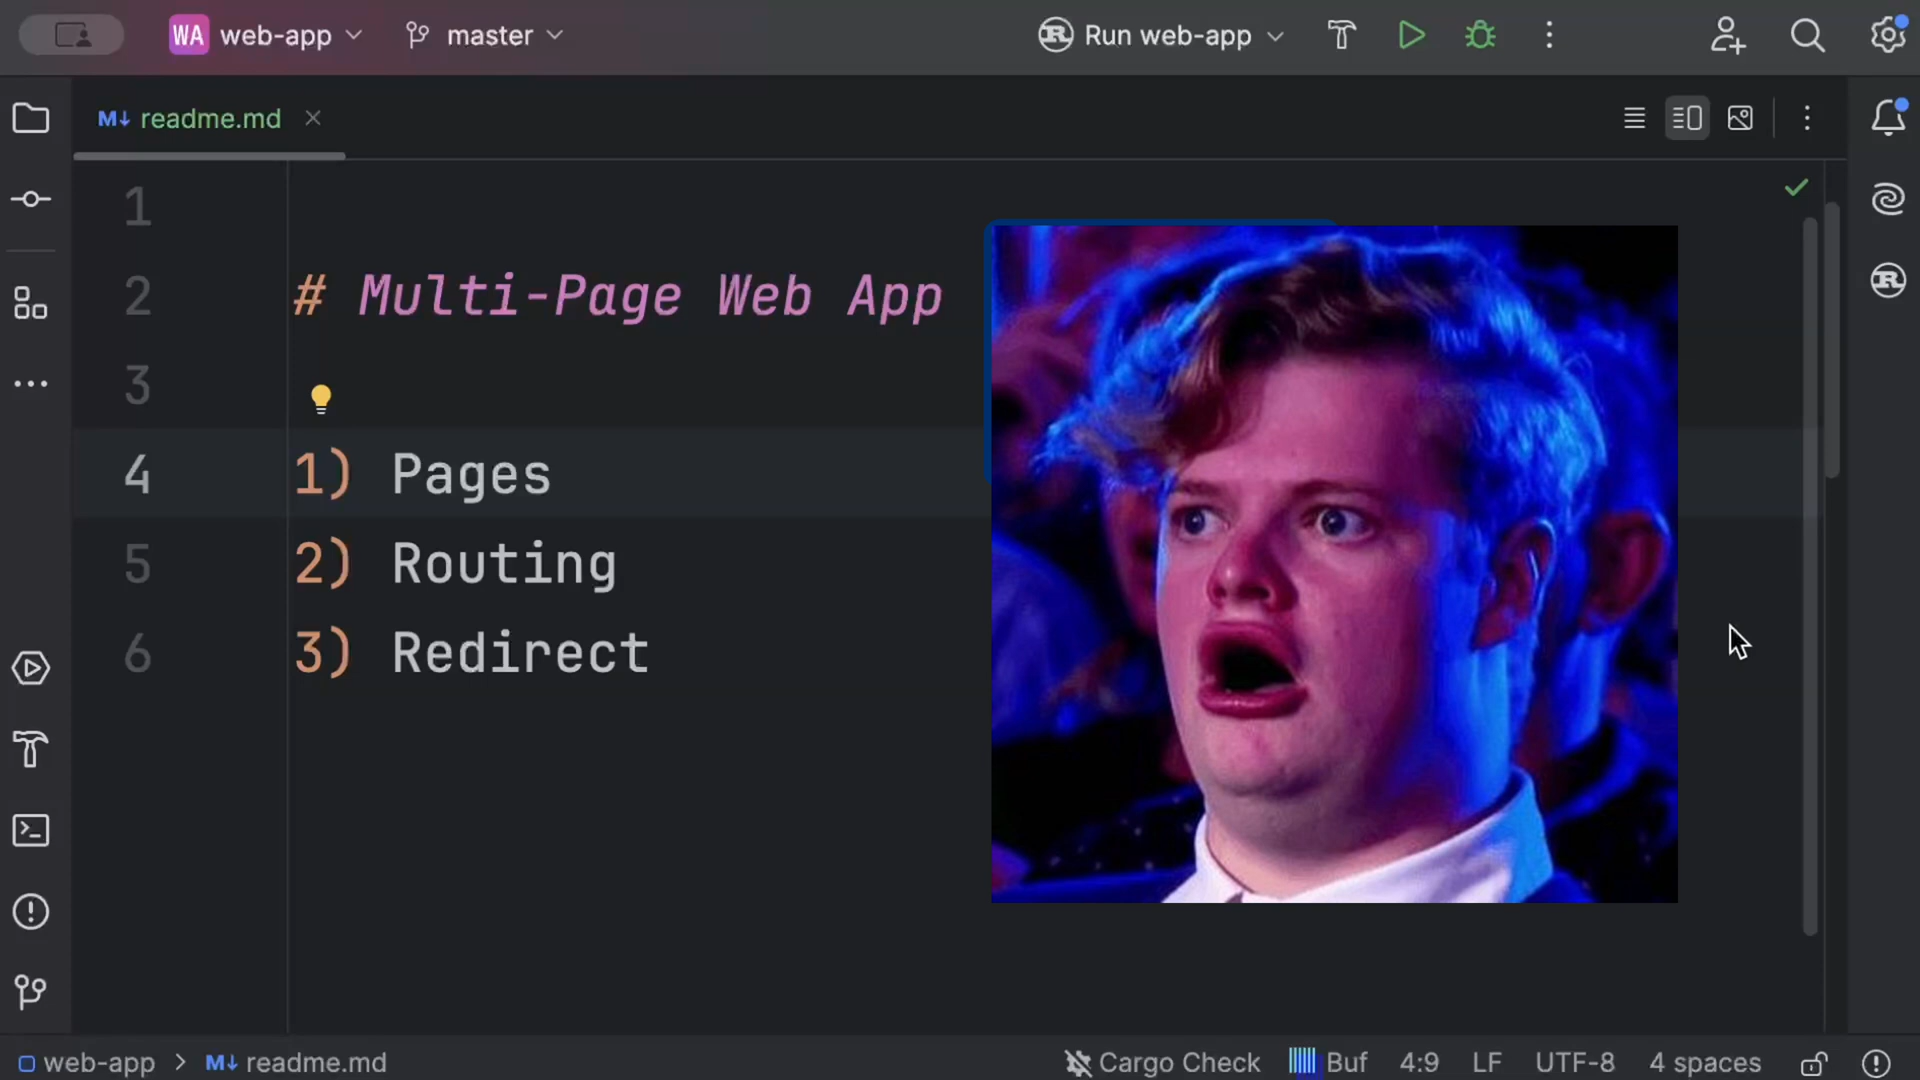 WA web-app master Run web-app
M↓ readme.md
1
2 # Multi-Page Web App
3
4 1) Pages
5 2) Routing
6 3) Redirect
web-app > M↓ readme.md Cargo Check Buf 4:9 LF UTF-8 4 spaces